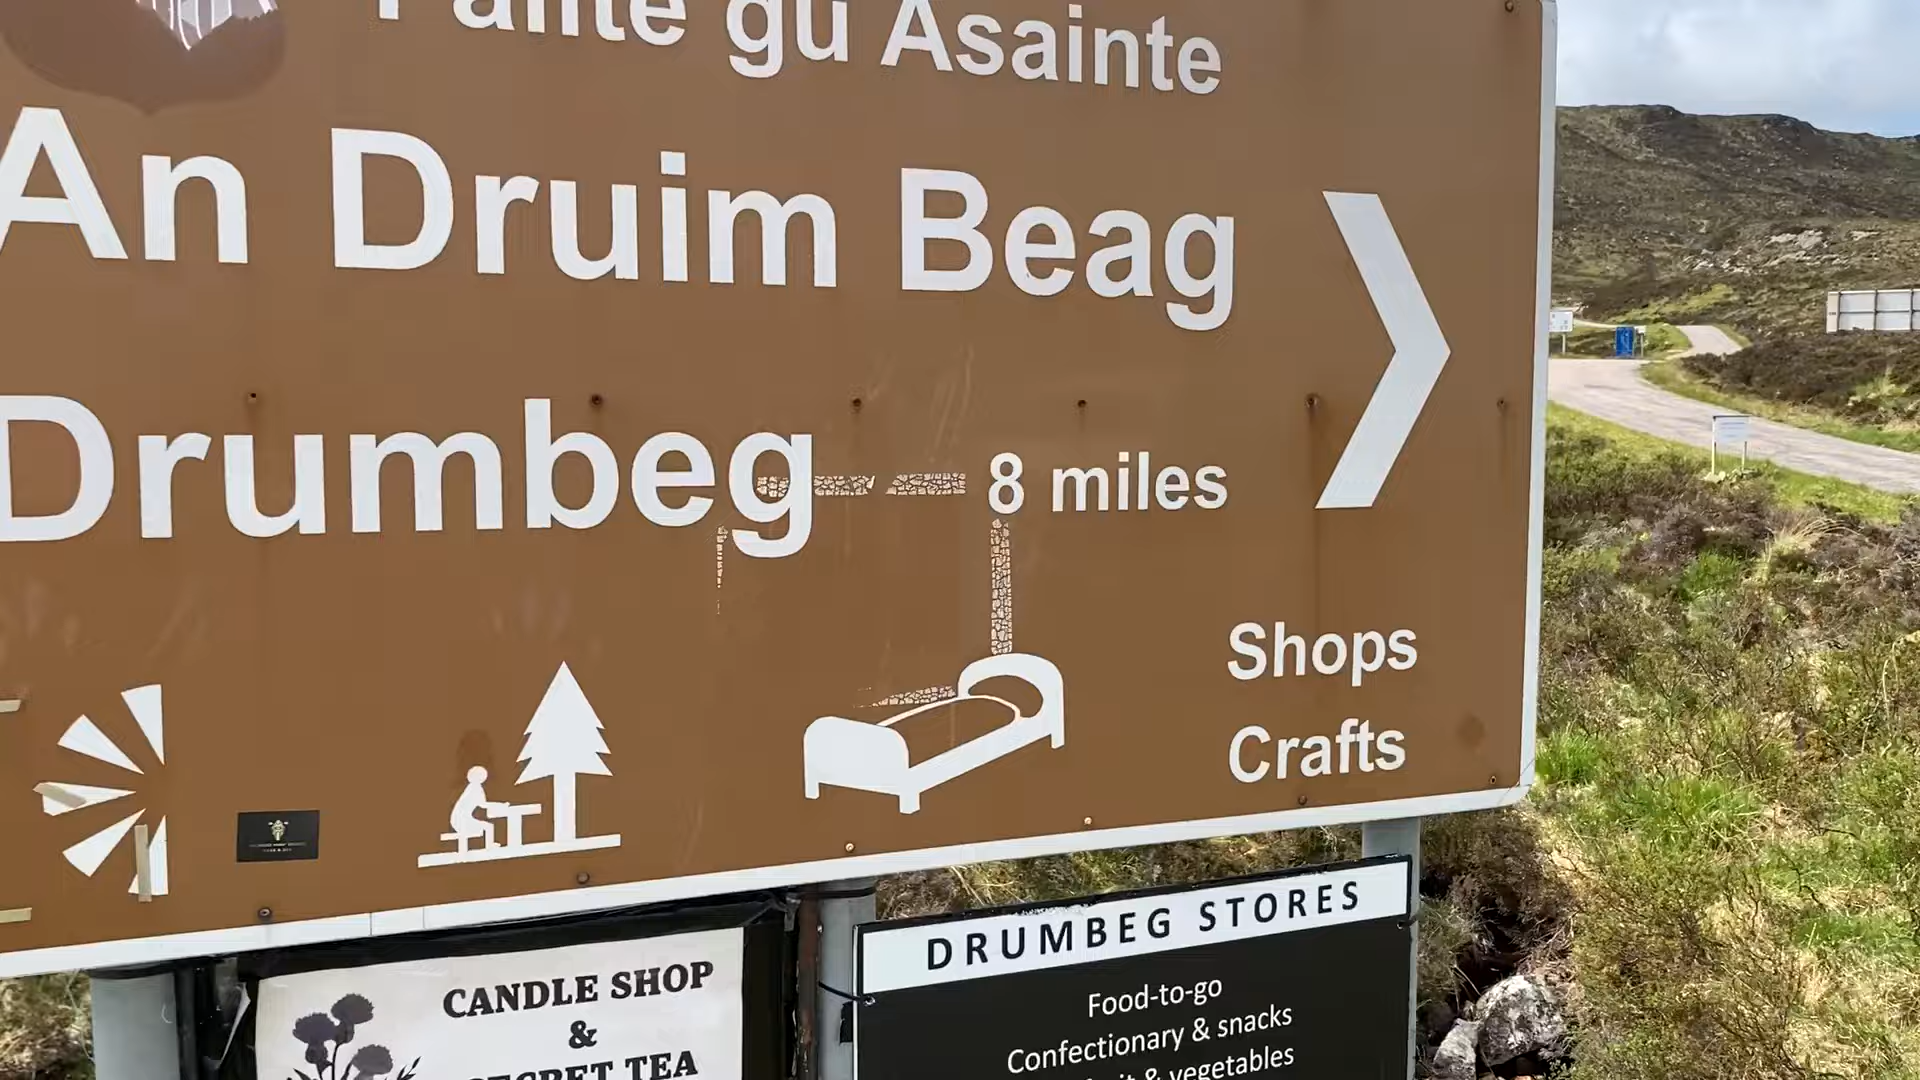 Fàilte gu Asainte
An Druim Beag
Drumbeg
8 miles
Shops
Crafts
CANDLE SHOP
&
SECRET TEA
DRUMBEG STORES
Food-to-go
Confectionary & snacks
& vegetables